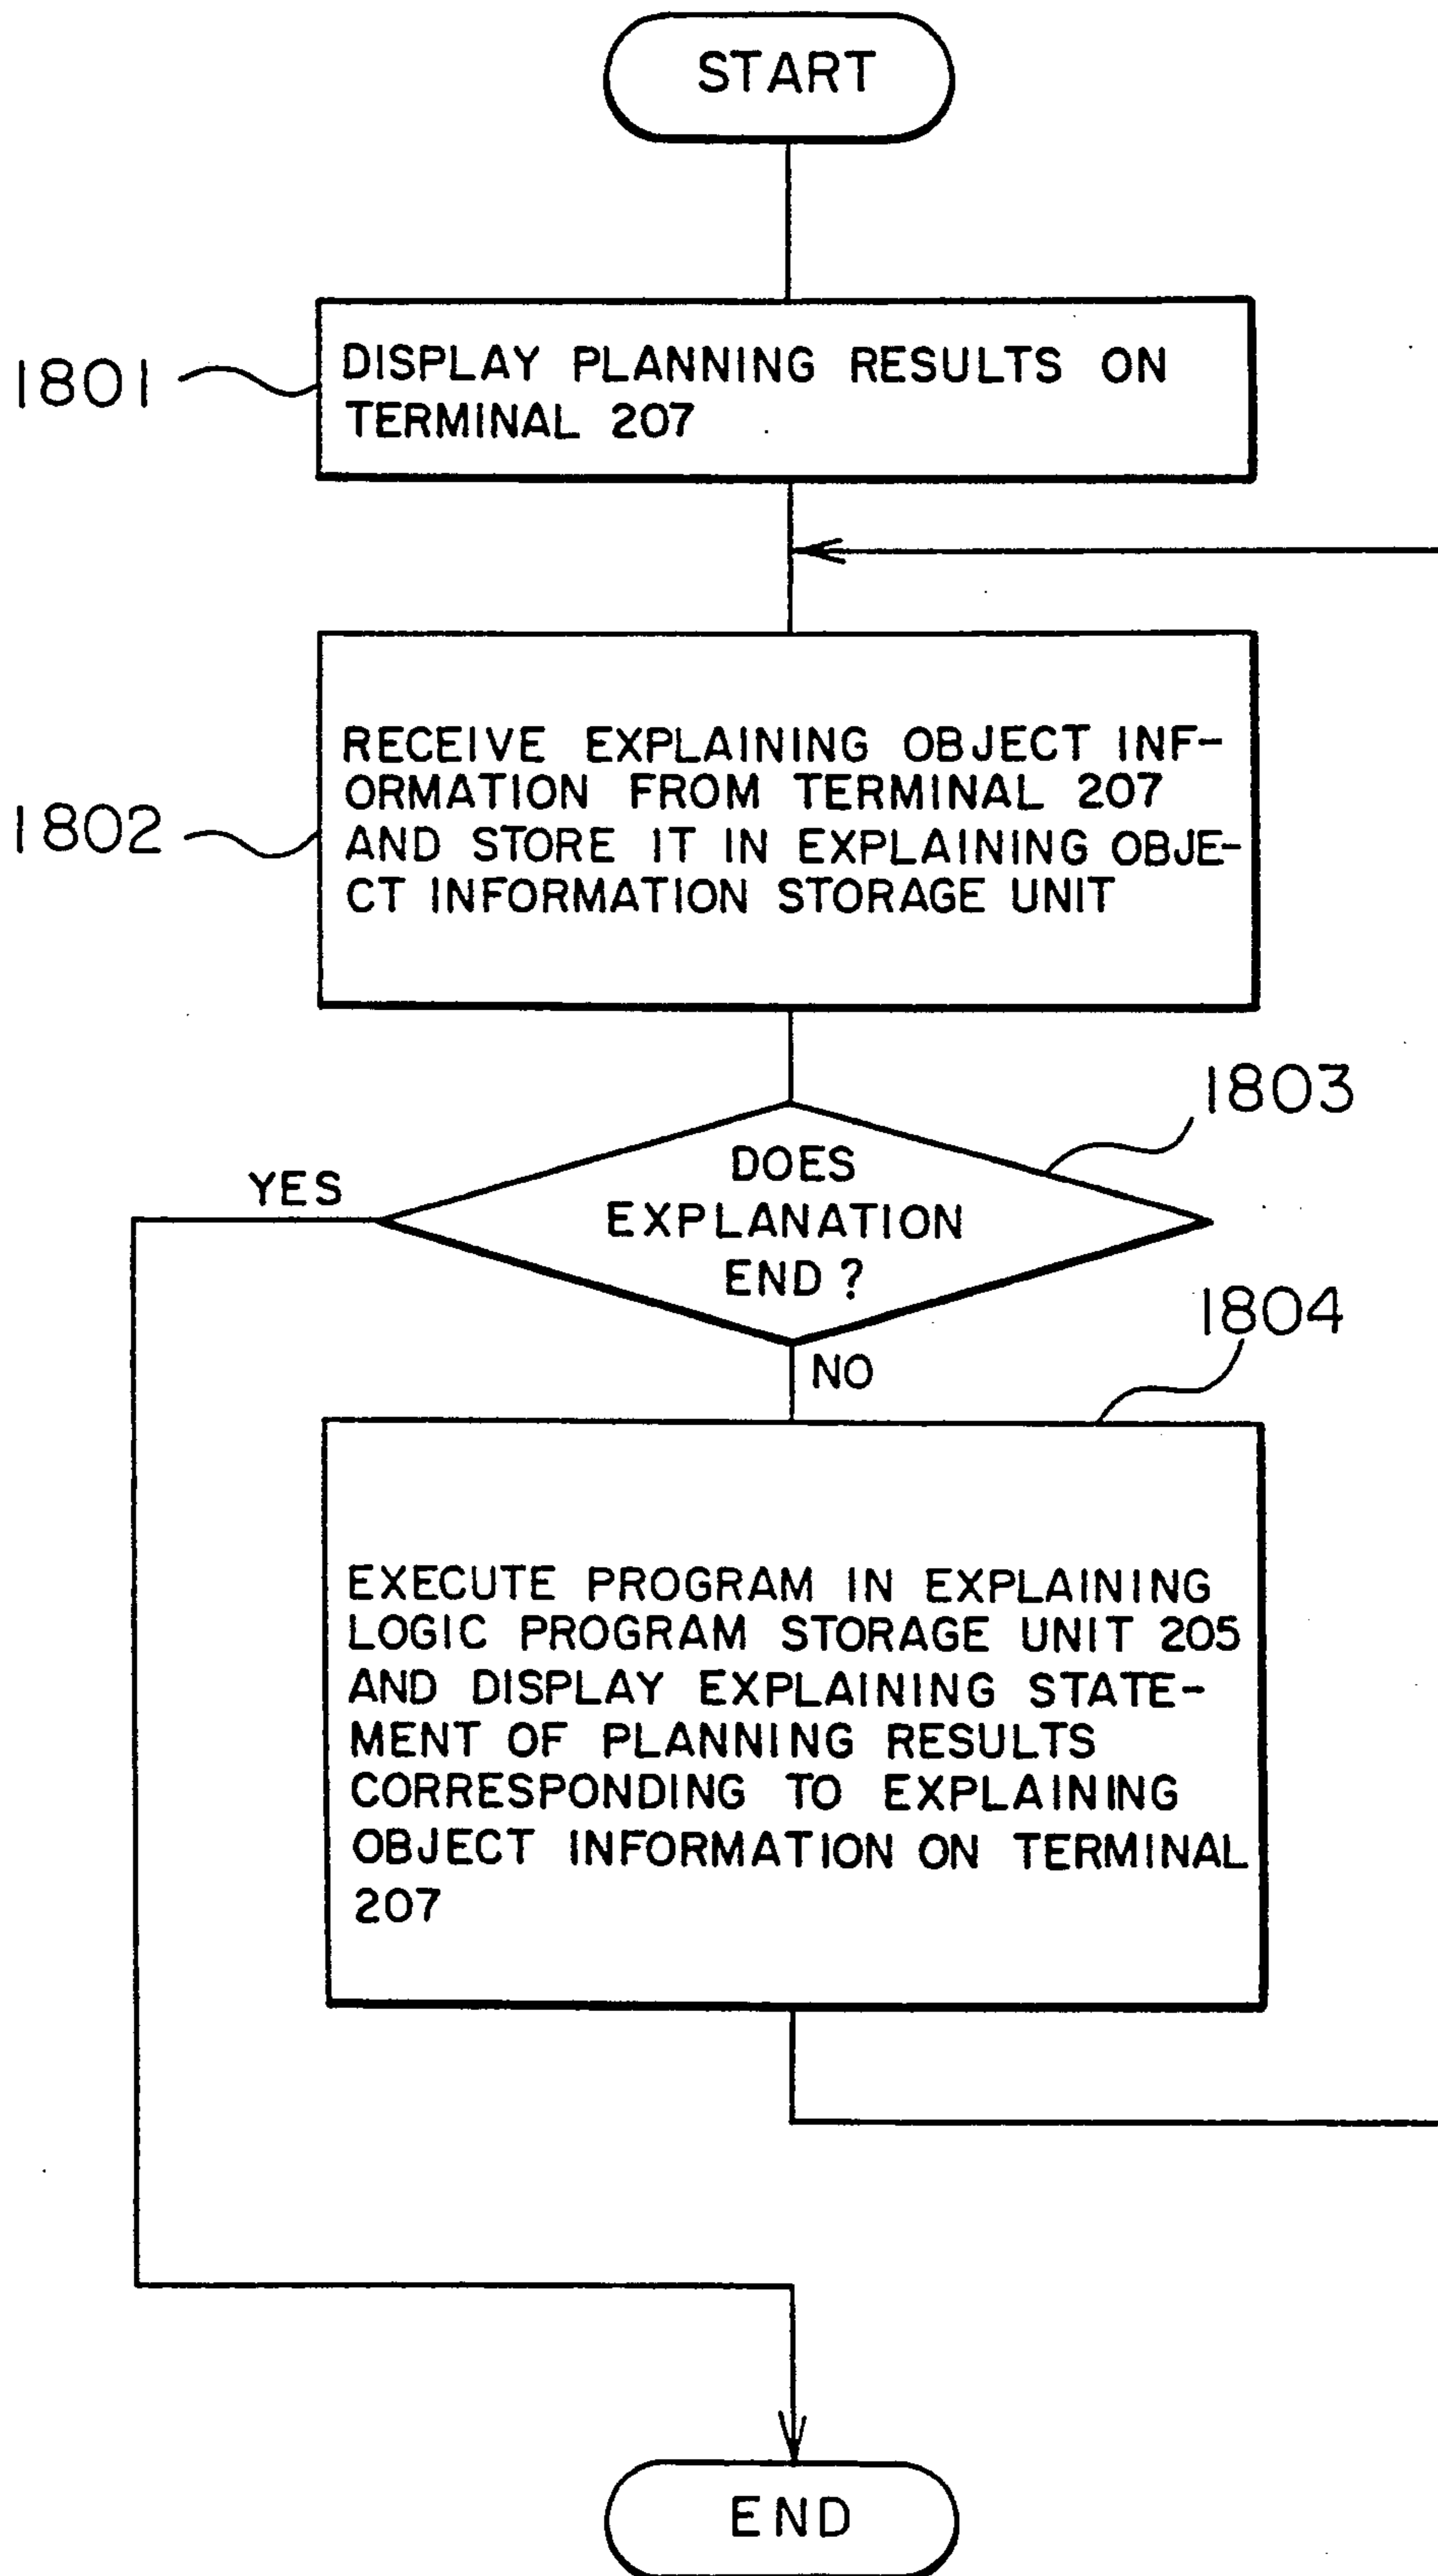 START
1801
DISPLAY PLANNING RESULTS ON
TERMINAL 207
1802
RECEIVE EXPLAINING OBJECT INF-
ORMATION FROM TERMINAL 207
AND STORE IT IN EXPLAINING OBJE-
CT INFORMATION STORAGE UNIT
1803
DOES
EXPLANATION
END?
YES
NO
1804
EXECUTE PROGRAM IN EXPLAINING
LOGIC PROGRAM STORAGE UNIT 205
AND DISPLAY EXPLAINING STATE-
MENT OF PLANNING RESULTS
CORRESPONDING TO EXPLAINING
OBJECT INFORMATION ON TERMINAL
207
END